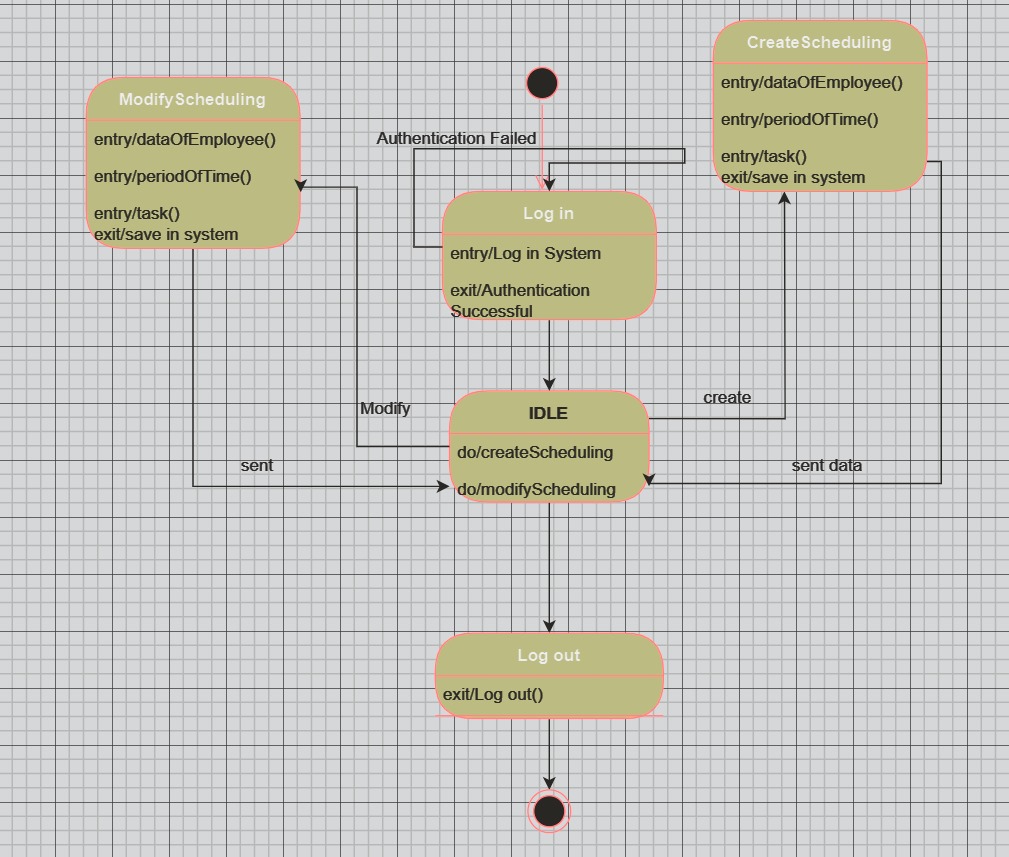 CreateScheduling
entry/dataOfEmployee()
entry/periodOfTime()
entry/task()
exit/save in system
ModifyScheduling
entry/dataOfEmployee()
entry/periodOfTime()
entry/task()
exit/save in system
Authentication Failed
Log in
entry/Log in System
exit/Authentication
Successful
Modify
create
IDLE
do/createScheduling
do/modifyScheduling
sent
sent data
Log out
exit/Log out()